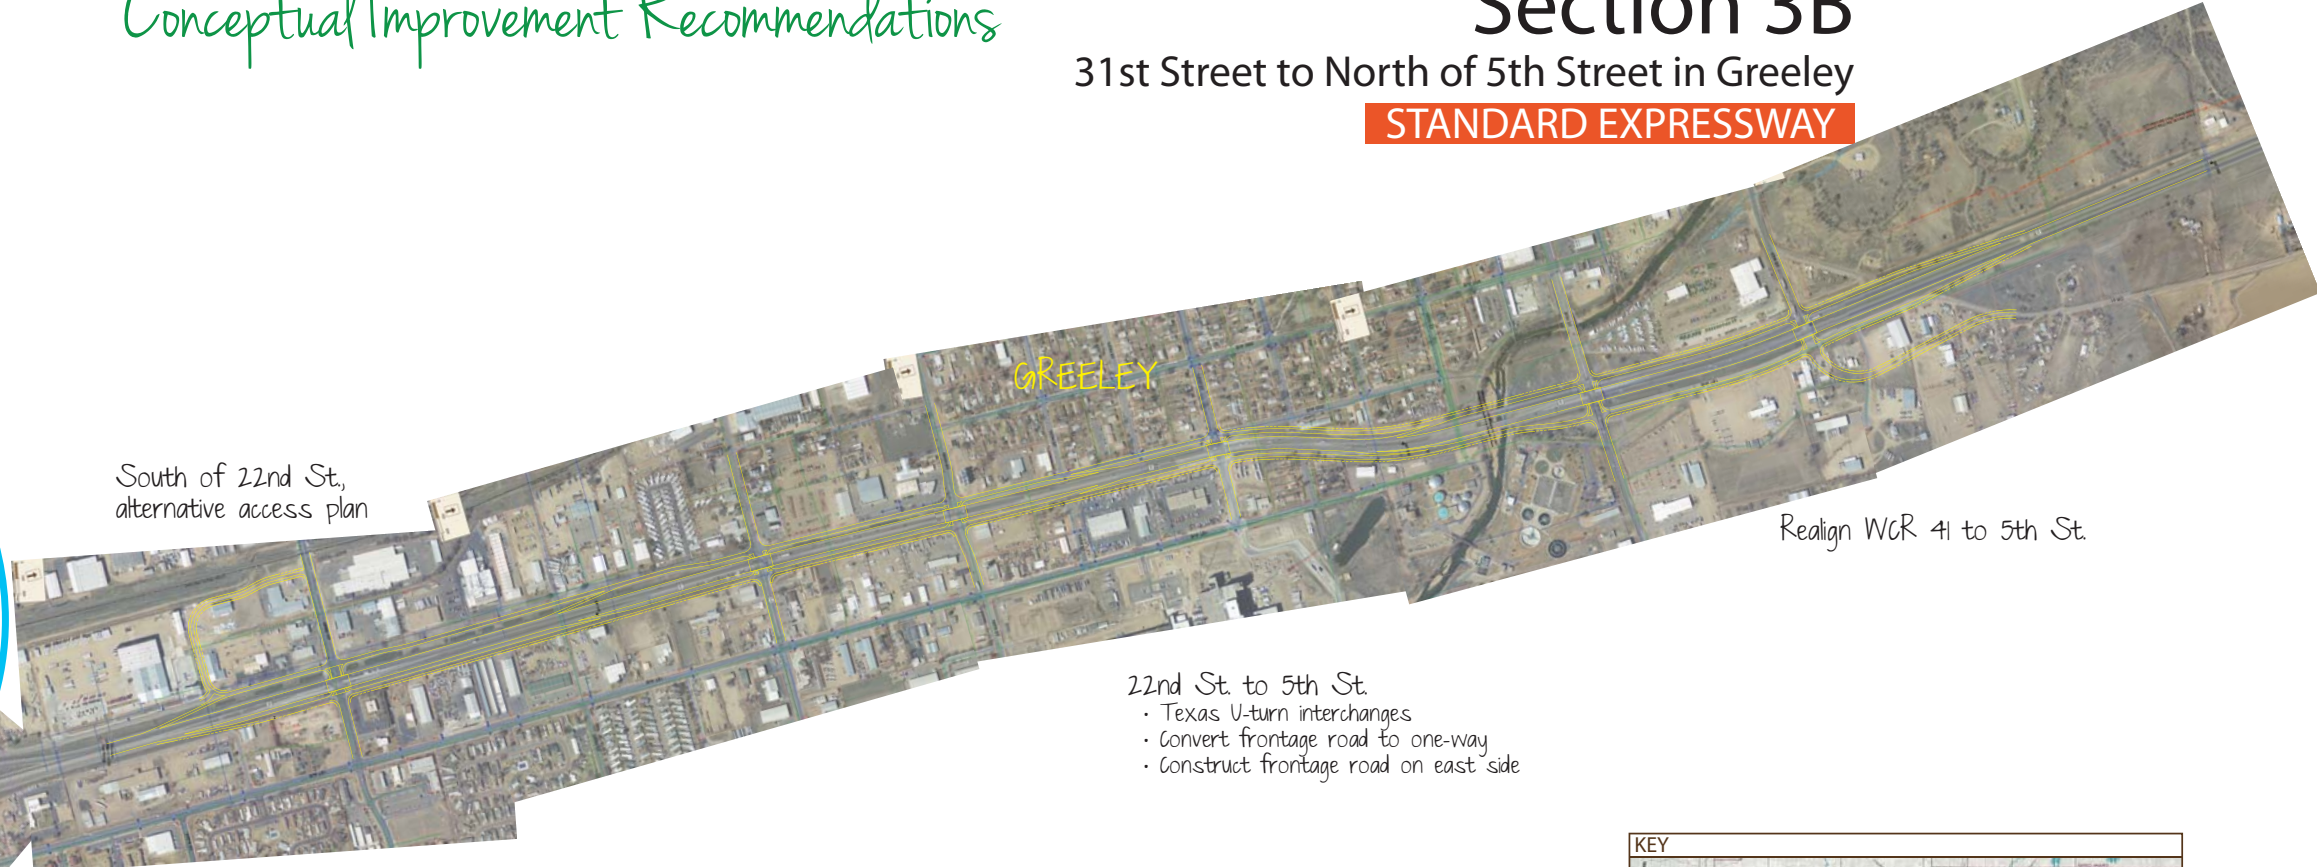 Conceptual Improvement Recommendations
Section 3B
31st Street to North of 5th Street in Greeley
STANDARD EXPRESSWAY
GREELEY
South of 22nd St.,
alternative access plan
Realign WCR 41 to 5th St.
22nd St. to 5th St.
· Texas U-turn interchanges
· Convert frontage road to one-way
· Construct frontage road on east side
KEY